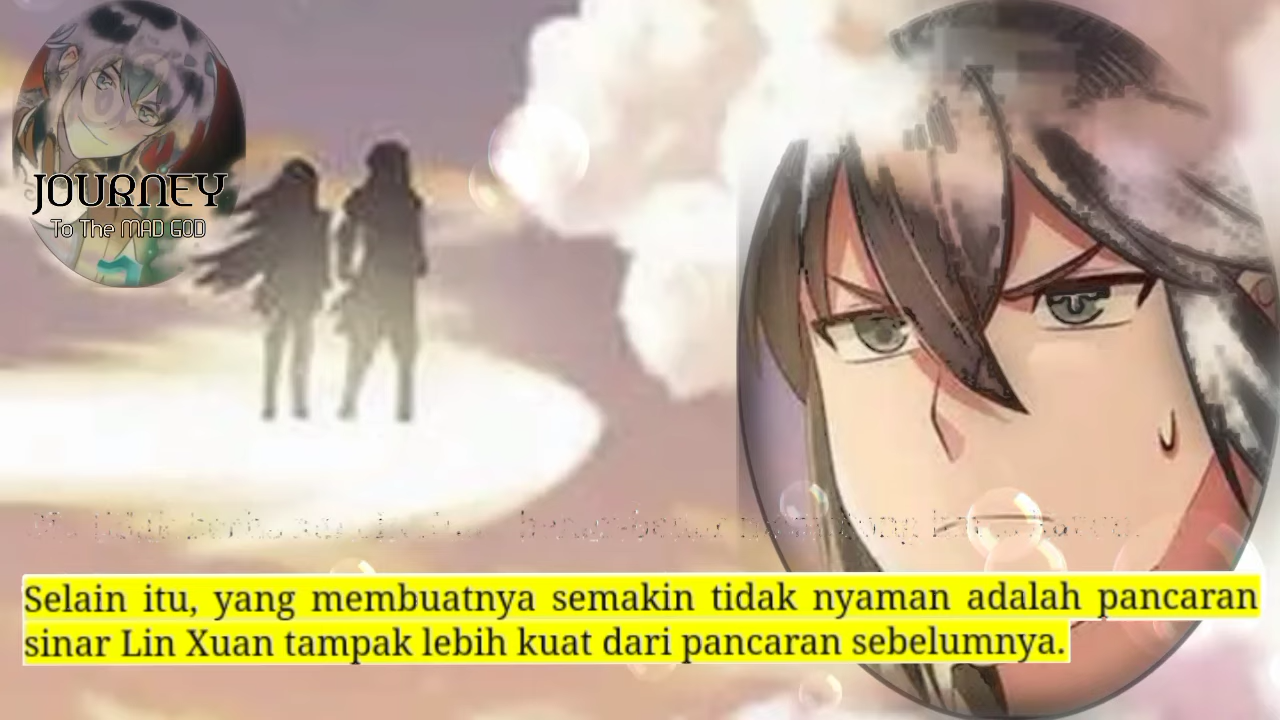 JOURNEY
To The MAD GOD
Selain itu, yang membuatnya semakin tidak nyaman adalah pancaran
sinar Lin Xuan tampak lebih kuat dari pancaran sebelumnya.